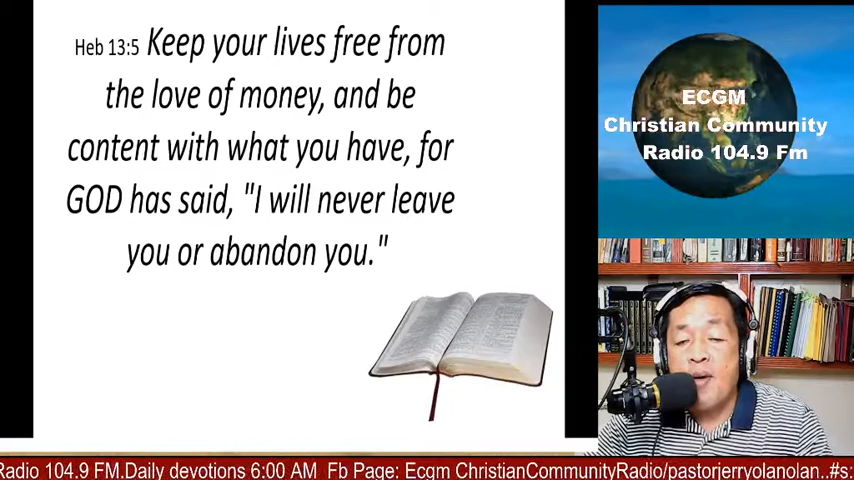 Heb 13:5 Keep your lives free from
the love of money, and be
content with what you have, for
GOD has said, "I will never leave
you or abandon you."
ECGM
Christian Community
Radio 104.9 Fm
Radio 104.9 FM.Daily devotions 6:00 AM Fb Page: Ecgm ChristianCommunityRadio/pastorjerryolanolan..#s: